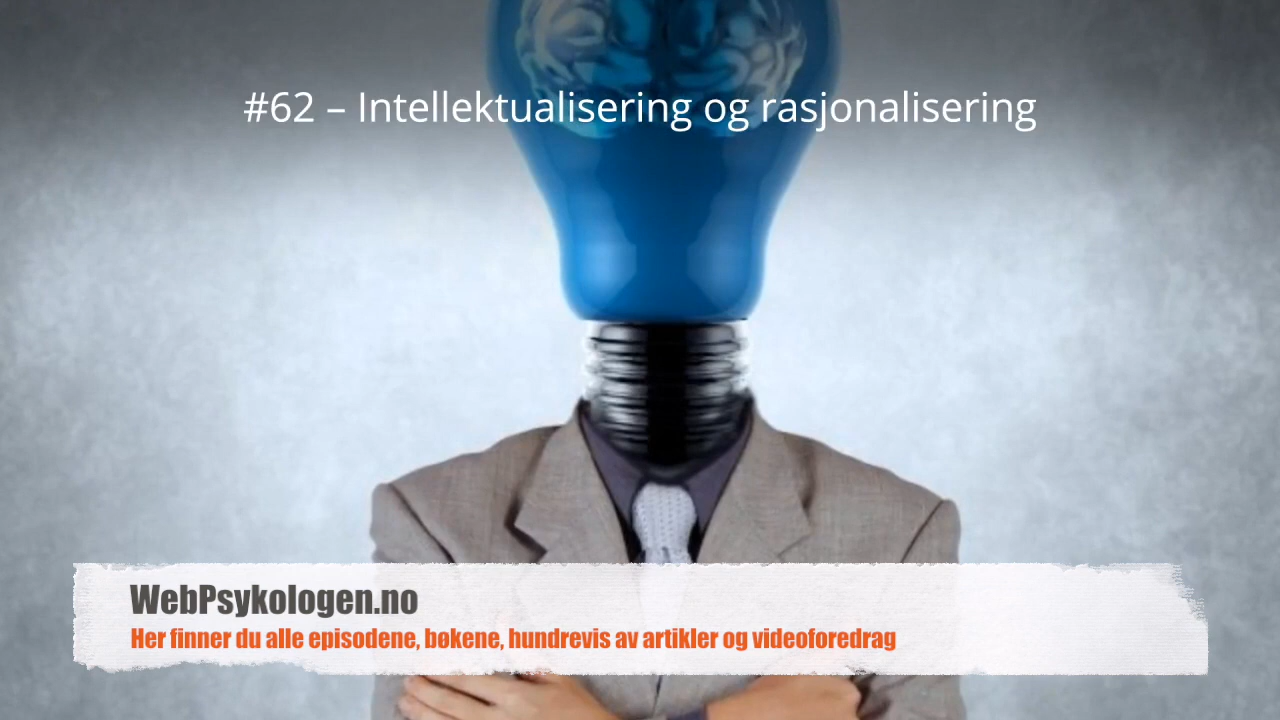 #62 – Intellektualisering og rasjonalisering
WebPsykologen.no
Her finner du alle episodene, bøkene, hundrevis av artikler og videoforedrag